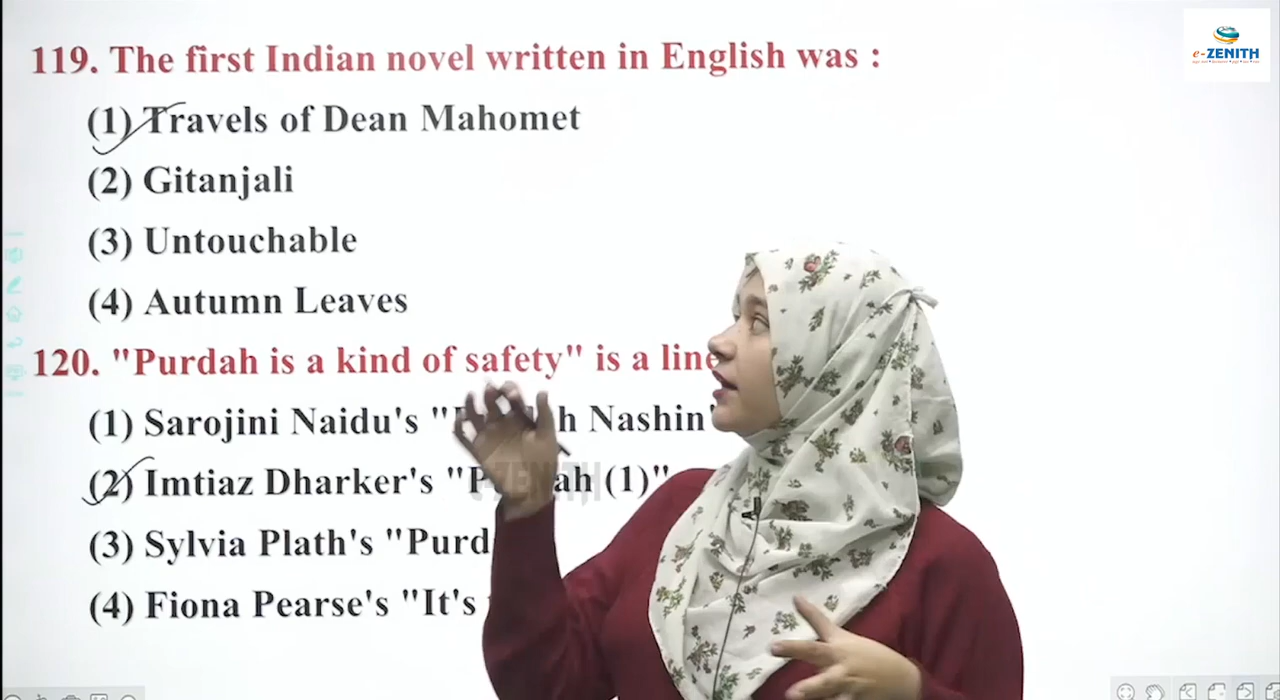 e-ZENITH
119. The first Indian novel written in English was :
(1) Travels of Dean Mahomet
(2) Gitanjali
(3) Untouchable
(4) Autumn Leaves
120. "Purdah is a kind of safety" is a line
(1) Sarojini Naidu's Nashin
(2) Imtiaz Dharker's (1)"
e-ZENITH
(3) Sylvia Plath's
(4) Fiona Pearse's "It's